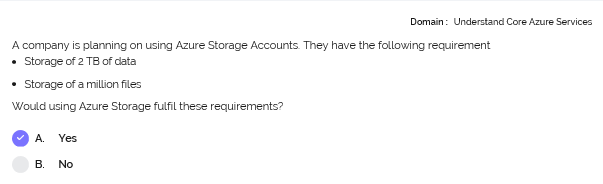 Domain : Understand Core Azure Services
A company is planning on using Azure Storage Accounts. They have the following requirement
• Storage of 2 TB of data
• Storage of a million files
Would using Azure Storage fulfil these requirements?
A. Yes
B. No